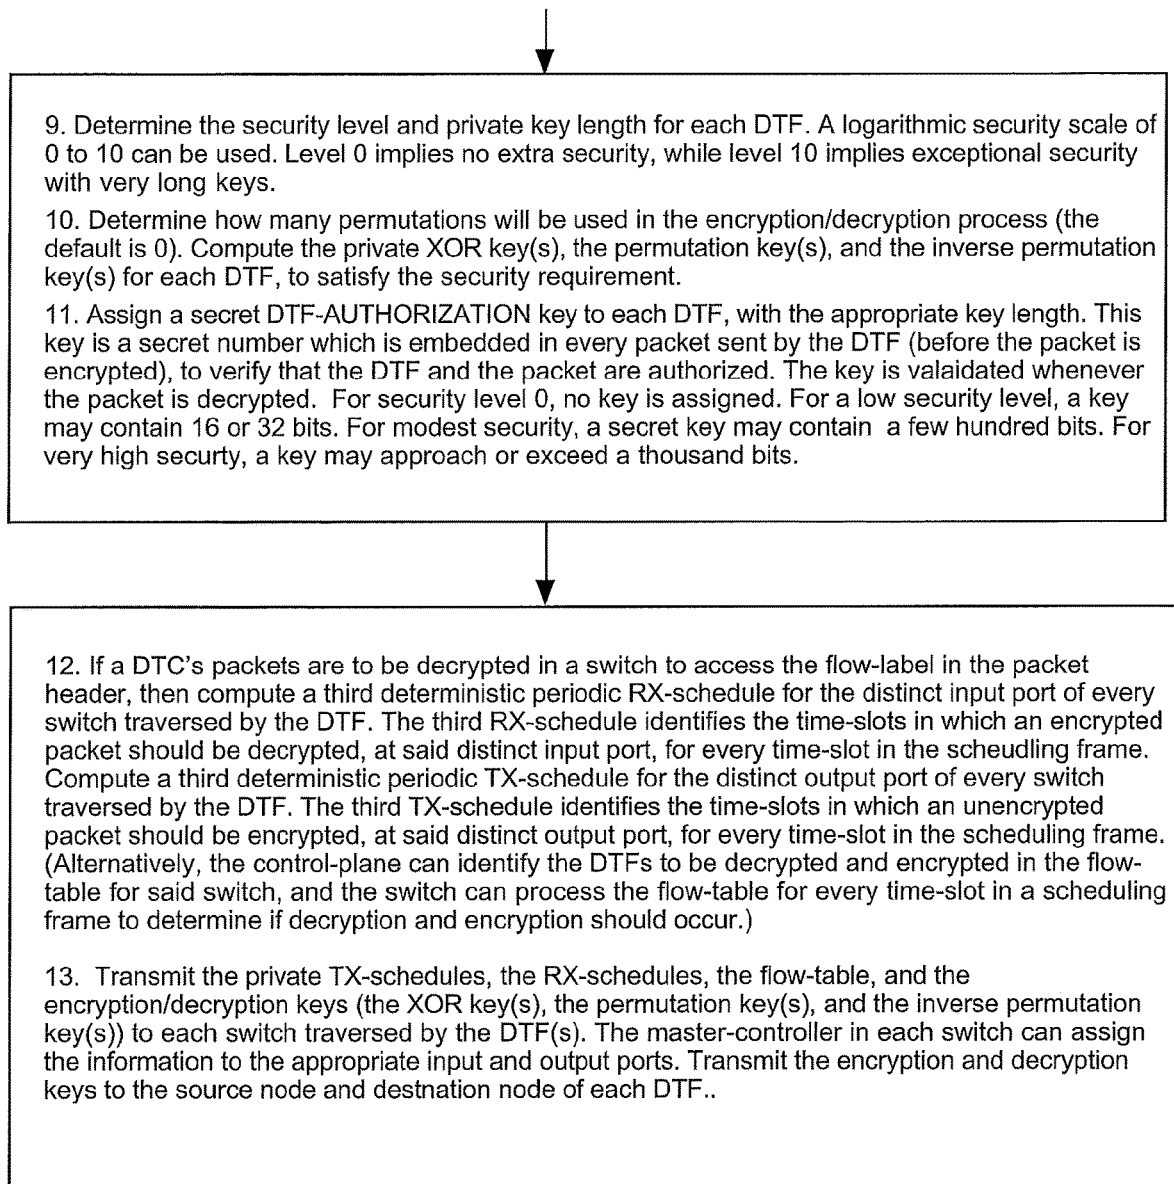 9. Determine the security level and private key length for each DTF. A logarithmic security scale of
0 to 10 can be used. Level 0 implies no extra security, while level 10 implies exceptional security
with very long keys.
10. Determine how many permutations will be used in the encryption/decryption process (the
default is 0). Compute the private XOR key(s), the permutation key(s), and the inverse permutation
key(s) for each DTF, to satisfy the security requirement.
11. Assign a secret DTF-AUTHORIZATION key to each DTF, with the appropriate key length. This
key is a secret number which is embedded in every packet sent by the DTF (before the packet is
encrypted), to verify that the DTF and the packet are authorized. The key is valaidated whenever
the packet is decrypted.  For security level 0, no key is assigned. For a low security level, a key
may contain 16 or 32 bits. For modest security, a secret key may contain  a few hundred bits. For
very high securty, a key may approach or exceed a thousand bits.
12. If a DTC's packets are to be decrypted in a switch to access the flow-label in the packet
header, then compute a third deterministic periodic RX-schedule for the distinct input port of every
switch traversed by the DTF. The third RX-schedule identifies the time-slots in which an encrypted
packet should be decrypted, at said distinct input port, for every time-slot in the scheudling frame.
Compute a third deterministic periodic TX-schedule for the distinct output port of every switch
traversed by the DTF. The third TX-schedule identifies the time-slots in which an unencrypted
packet should be encrypted, at said distinct output port, for every time-slot in the scheduling frame.
(Alternatively, the control-plane can identify the DTFs to be decrypted and encrypted in the flow-
table for said switch, and the switch can process the flow-table for every time-slot in a scheduling
frame to determine if decryption and encryption should occur.)
13.  Transmit the private TX-schedules, the RX-schedules, the flow-table, and the
encryption/decryption keys (the XOR key(s), the permutation key(s), and the inverse permutation
key(s)) to each switch traversed by the DTF(s). The master-controller in each switch can assign
the information to the appropriate input and output ports. Transmit the encryption and decryption
keys to the source node and destnation node of each DTF..